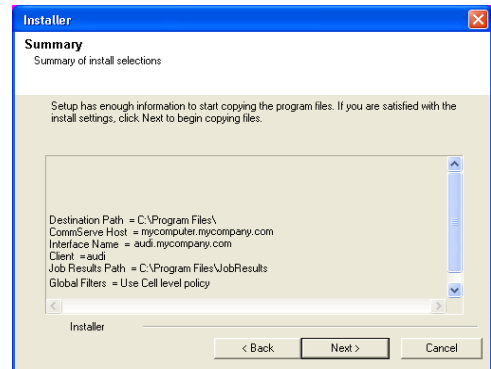 Installer
Summary
Summary of install selections
Setup has enough information to start copying the program files. If you are satisfied with the
install settings, click Next to begin copying files.
Destination Path = C:\Program Files\
CommServe Host = mycomputer.mycompany.com
Interface Name = audi.mycompany.com
Client =audi
Job Results Path = C:\Program Files\JobResults
Global Filters = Use Cell level policy
Installer
< Back Next > Cancel